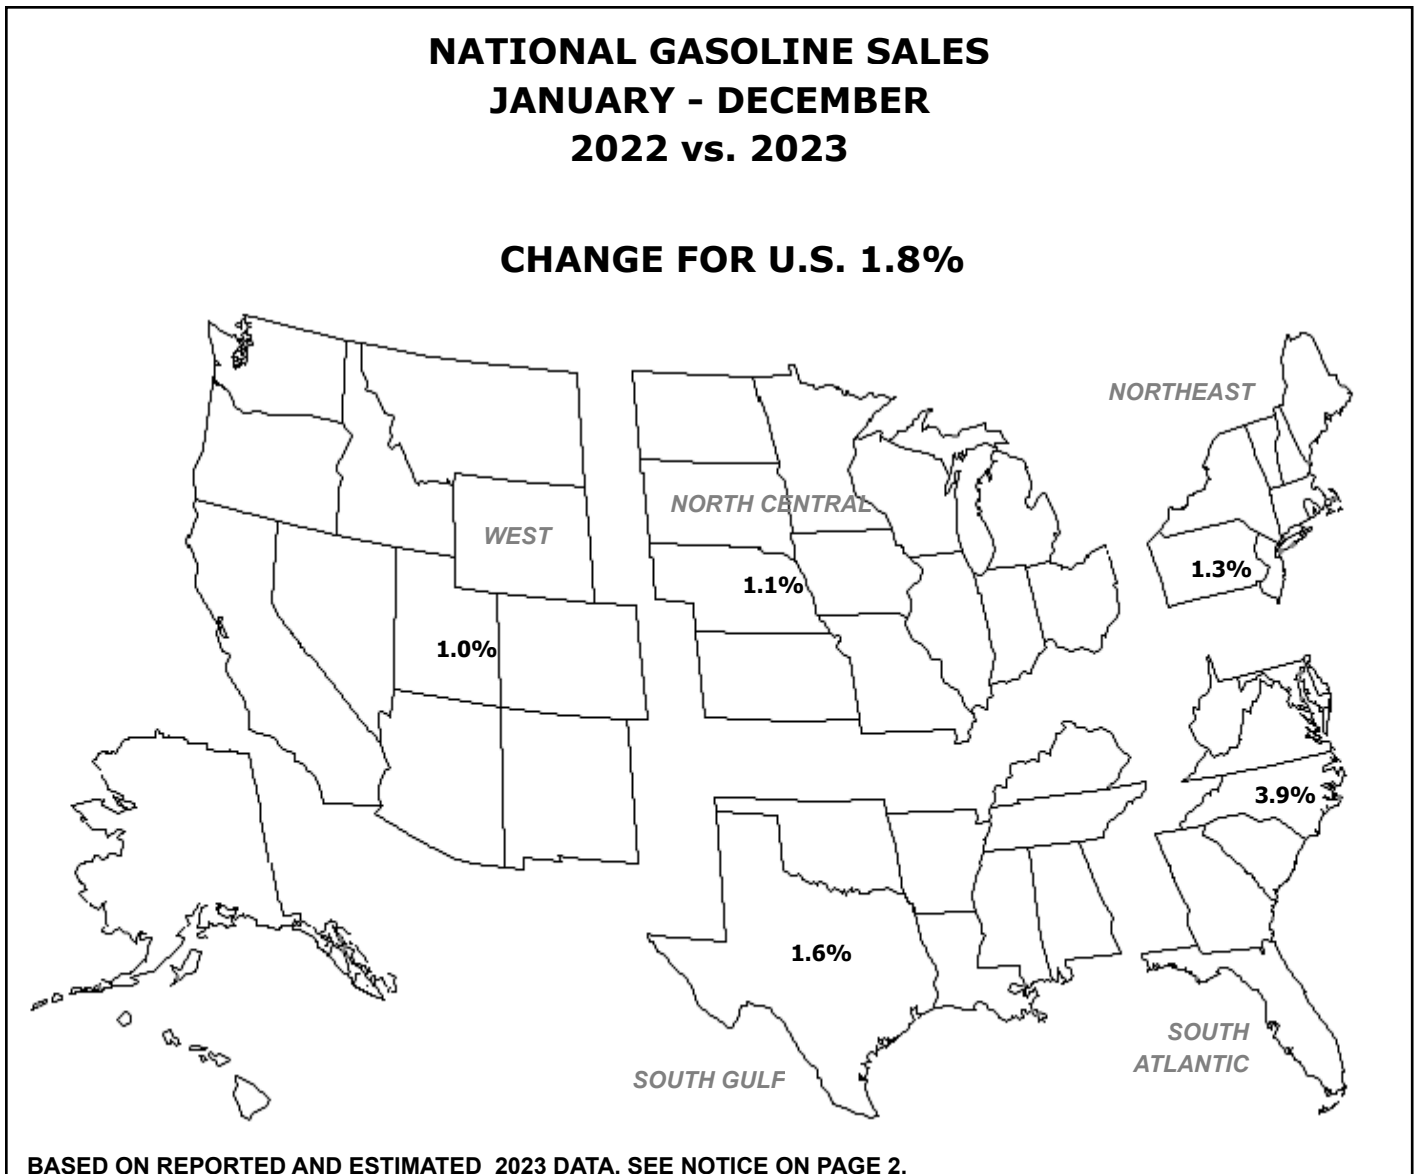 NATIONAL GASOLINE SALES
JANUARY - DECEMBER
2022 vs. 2023
CHANGE FOR U.S. 1.8%
NORTHEAST
NORTH CENTRAL
WEST
1.3%
1.1%
1.0%
3.9%
1.6%
SOUTH
ATLANTIC
SOUTH GULF
BASED ON REPORTED AND ESTIMATED  2023 DATA. SEE NOTICE ON PAGE 2.